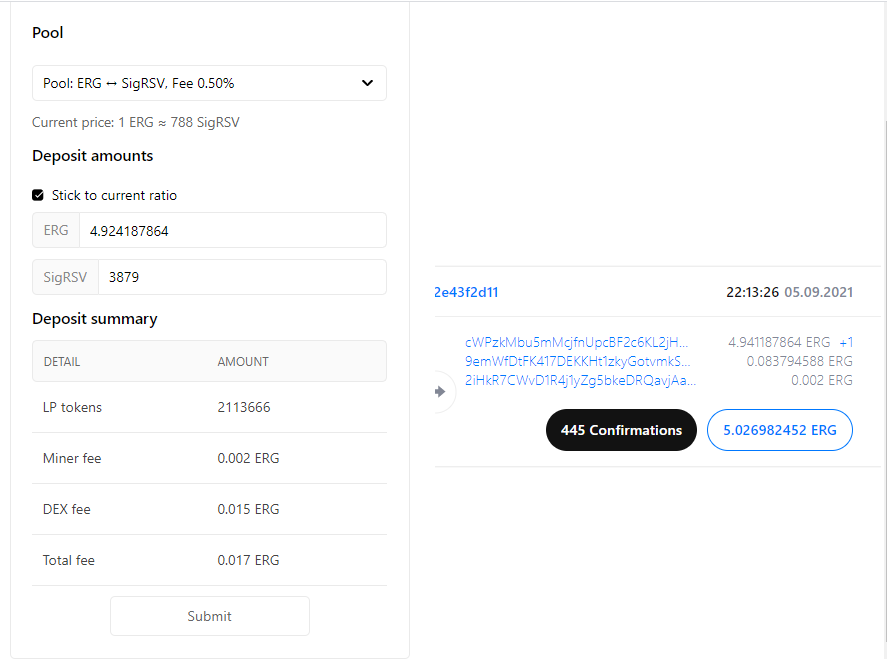 Pool
Pool: ERG ↔ SigRSV, Fee 0.50%
Current price: 1 ERG ≈ 788 SigRSV
Deposit amounts
Stick to current ratio
ERG 4.924187864
SigRSV 3879
Deposit summary
DETAIL AMOUNT
LP tokens 2113666
Miner fee 0.002 ERG
DEX fee 0.015 ERG
Total fee 0.017 ERG
Submit
2e43f2d11 22:13:26 05.09.2021
cWPzkMbu5mMcjfnUpcBF2c6KL2jH... 4.941187864 ERG +1
9emWfDtFK417DEKKHt1zkyGotvmkS... 0.083794588 ERG
2iHkR7CWvD1R4j1yZg5bkeDRQavjAa... 0.002 ERG
445 Confirmations 5.026982452 ERG